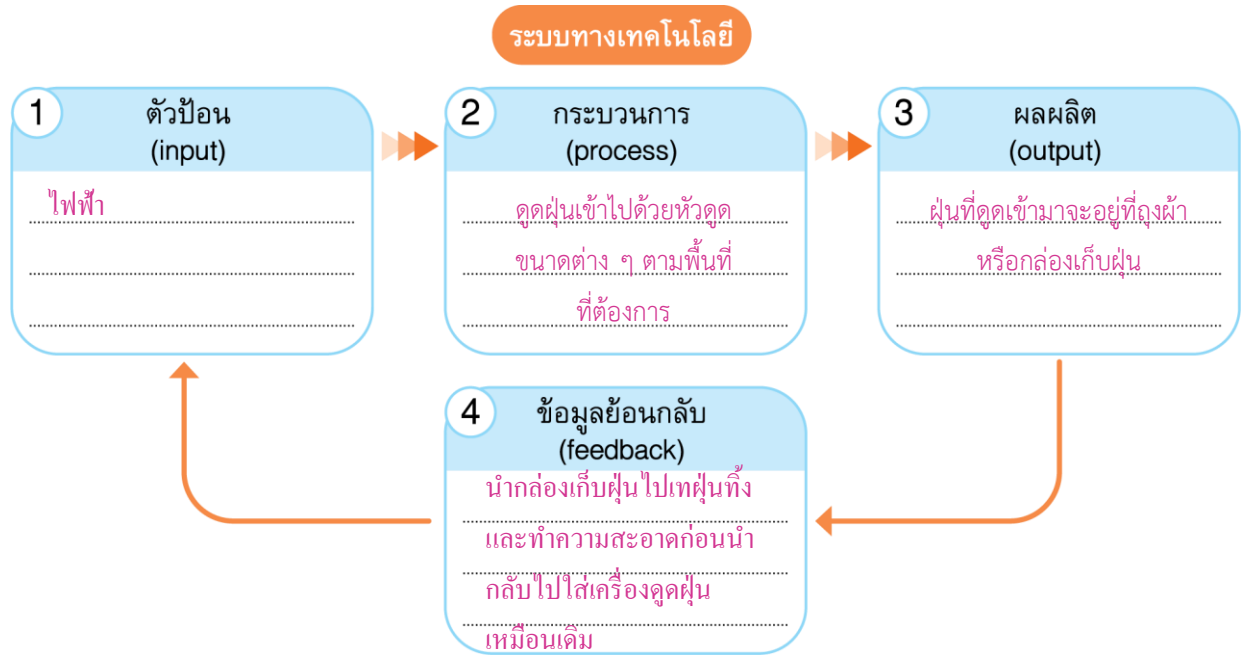 ระบบทางเทคโนโลยี
1
ตัวป้อน
(input)
ไฟฟ้า
2
กระบวนการ
(process)
ดูดฝุ่นเข้าไปด้วยหัวดูด
ขนาดต่าง ๆ ตามพื้นที่
ที่ต้องการ
3
ผลผลิต
(output)
ฝุ่นที่ดูดเข้ามาจะอยู่ที่ถุงผ้า
หรือกล่องเก็บฝุ่น
4
ข้อมูลย้อนกลับ
(feedback)
นำกล่องเก็บฝุ่นไปเทฝุ่นทิ้ง
และทำความสะอาดก่อนนำ
กลับไปใส่เครื่องดูดฝุ่น
เหมือนเดิม